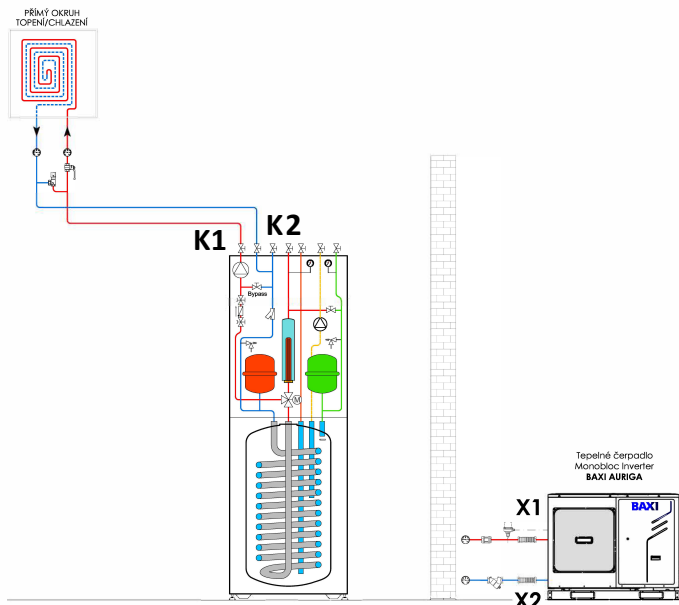 PŘÍMÝ OKRUH
TOPENÍ/CHLAZENÍ
K1
K2
Bypass
M
Tepelné čerpadlo
Monobloc Inverter
BAXI AURIGA
X1
BAXI
X2